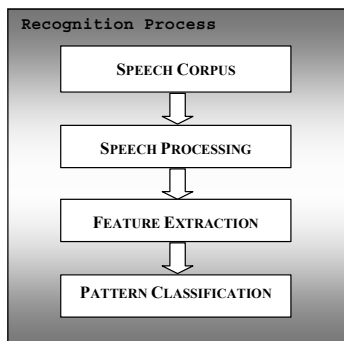 Recognition Process
SPEECH CORPUS
SPEECH PROCESSING
FEATURE EXTRACTION
PATTERN CLASSIFICATION